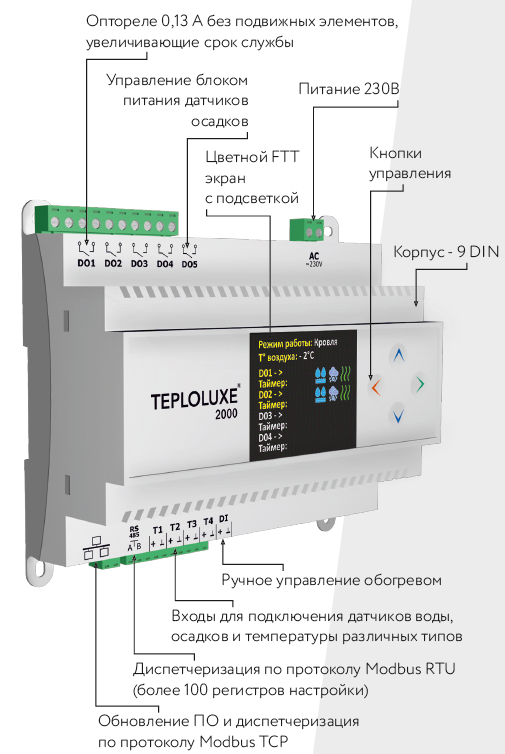 Оптореле 0,13 А без подвижных элементов,
увеличивающие срок службы
Управление блоком
питания датчиков
осадков
Питание 230В
Цветной FTT
экран
с подсветкой
Кнопки
управления
Корпус - 9 DIN
DO1 DO2 DO3 DO4 DO5
AC
~230V
Режим работы: Кровля
T° воздуха: - 2°C
DO1 - >
Таймер:
DO2 - >
Таймер:
DO3 - >
Таймер:
DO4 - >
Таймер:
TEPLOLUXE®
2000
RS
485
A B
T1 T2 T3 T4 DI
+ ⊥ + ⊥ + ⊥ + ⊥ + ⊥
Ручное управление обогревом
Входы для подключения датчиков воды,
осадков и температуры различных типов
Диспетчеризация по протоколу Modbus RTU
(более 100 регистров настройки)
Обновление ПО и диспетчеризация
по протоколу Modbus TCP